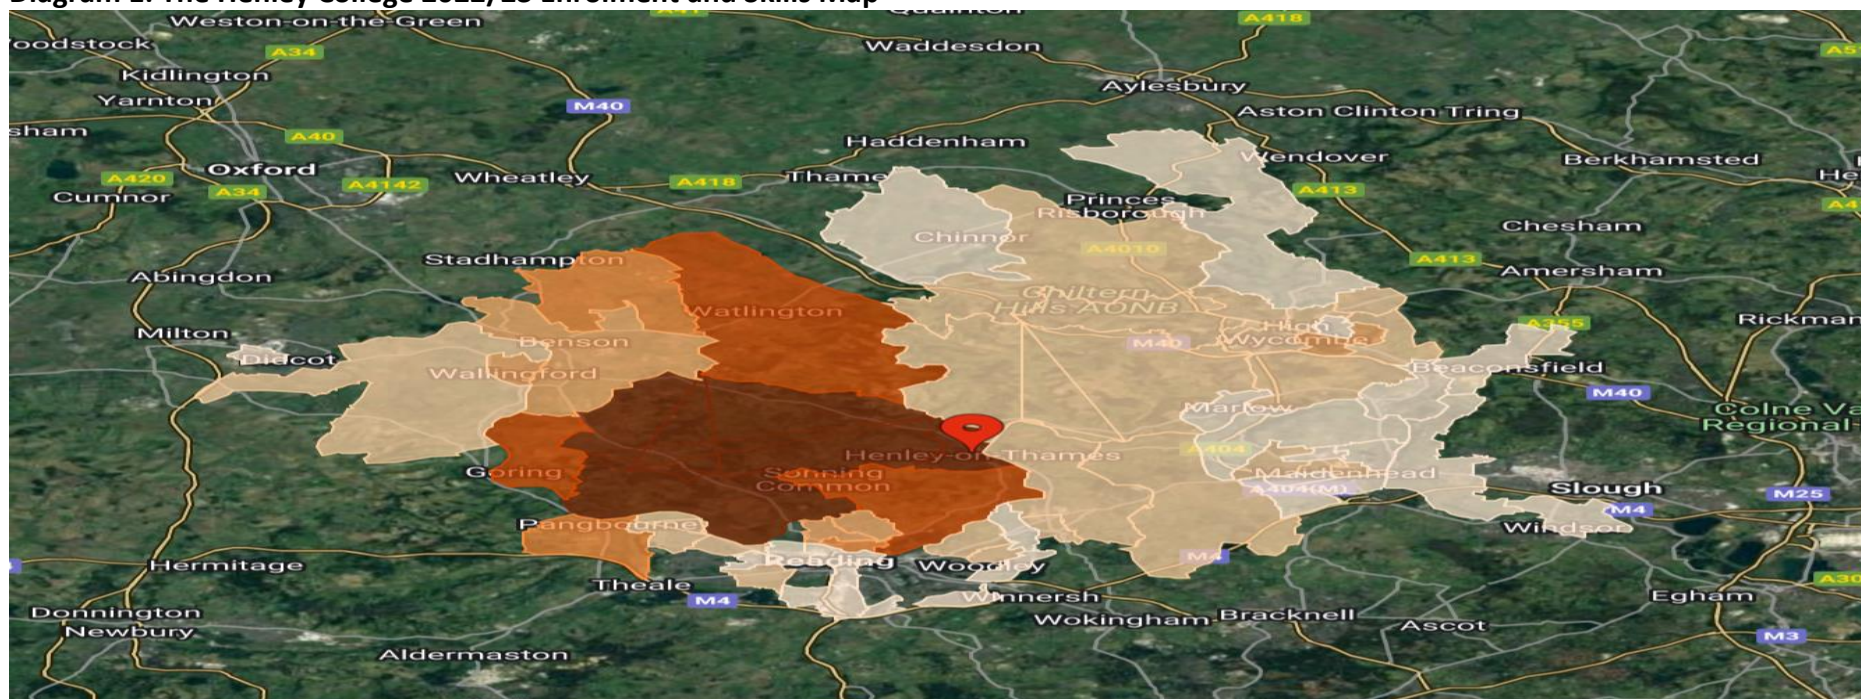 Diagram 1: The Henley College 2022/23 Enrolment and Skills Map
Weston-on-the-Green
A41
Quainton
A418
Waddesdon
A34
Kidlington
Aylesbury
Yarnton
M40
Aston Clinton Tring
A40
Haddenham
Wendover
Berkhamsted
Oxford
A420
A34
A4142
Wheatley
A418
Thame
A413
Cumnor
Princes
Risborough
Chesham
Chinnor
A4010
Stadhampton
A413
Amersham
Abingdon
Chiltern
Hills AONB
Watlington
Milton
High
Wycombe
A355
Benson
M40
Didcot
Wallingford
Beaconsfield
M40
Marlow
Colne Va
Regional
Henley-on-Thames
A404
Goring
Sonning
Common
Maidenhead
A404(M)
Slough
M25
M4
Pangbourne
Windsor
Hermitage
Reading
Woodley
M4
Theale
A30
M4
Winnersh
Egham
Donnington
Newbury
Wokingham
Bracknell
Ascot
M3
Aldermaston